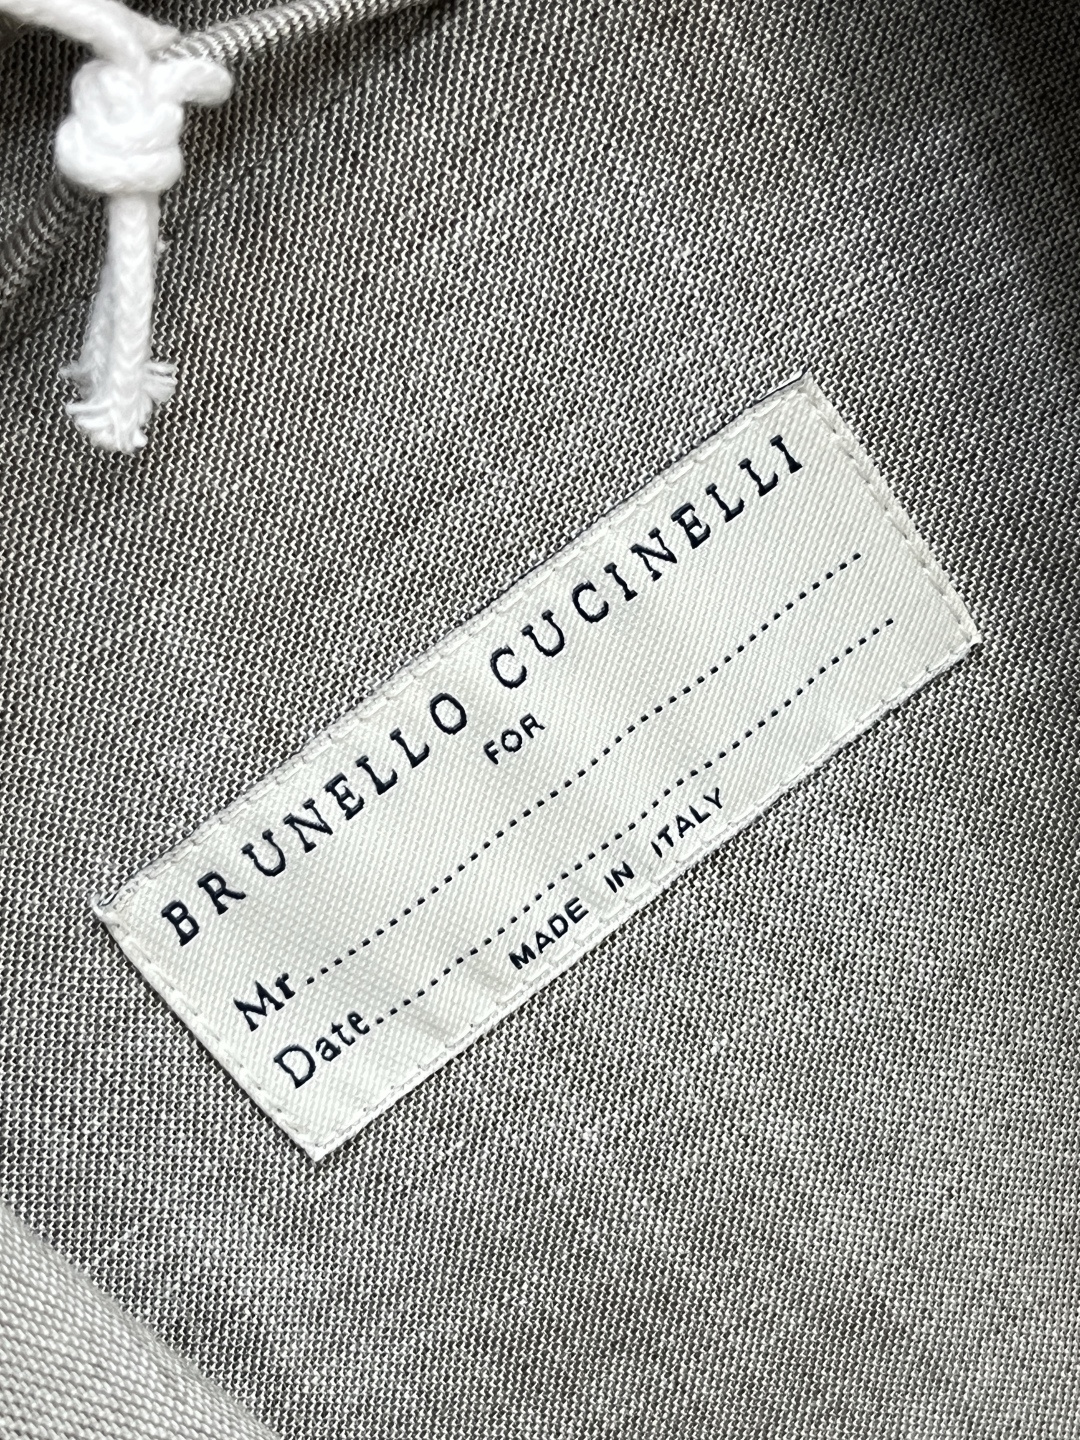 BRUNELLO CUCINELLI
FOR
Mr..........................................
Date..........................................
MADE IN ITALY